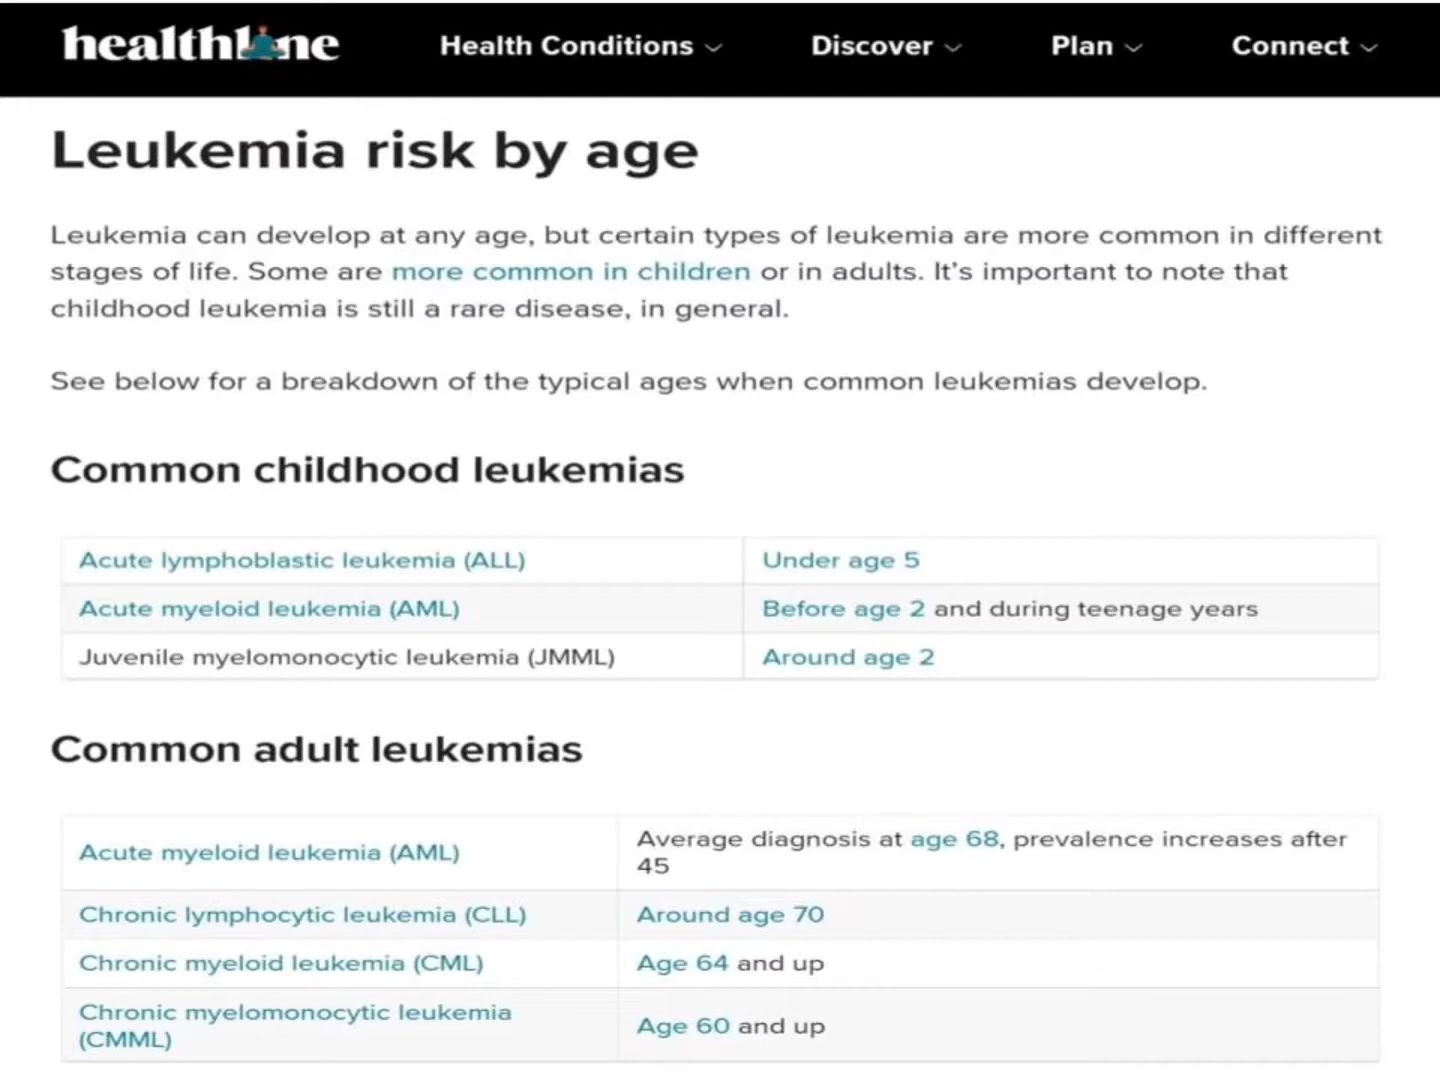 healthline Health Conditions Discover Plan Connect
Leukemia risk by age
Leukemia can develop at any age, but certain types of leukemia are more common in different
stages of life. Some are more common in children or in adults. It's important to note that
childhood leukemia is still a rare disease, in general.
See below for a breakdown of the typical ages when common leukemias develop.
Common childhood leukemias
Acute lymphoblastic leukemia (ALL) Under age 5
Acute myeloid leukemia (AML) Before age 2 and during teenage years
Juvenile myelomonocytic leukemia (JMML) Around age 2
Common adult leukemias
Acute myeloid leukemia (AML) Average diagnosis at age 68, prevalence increases after
45
Chronic lymphocytic leukemia (CLL) Around age 70
Chronic myeloid leukemia (CML) Age 64 and up
Chronic myelomonocytic leukemia
(CMML) Age 60 and up